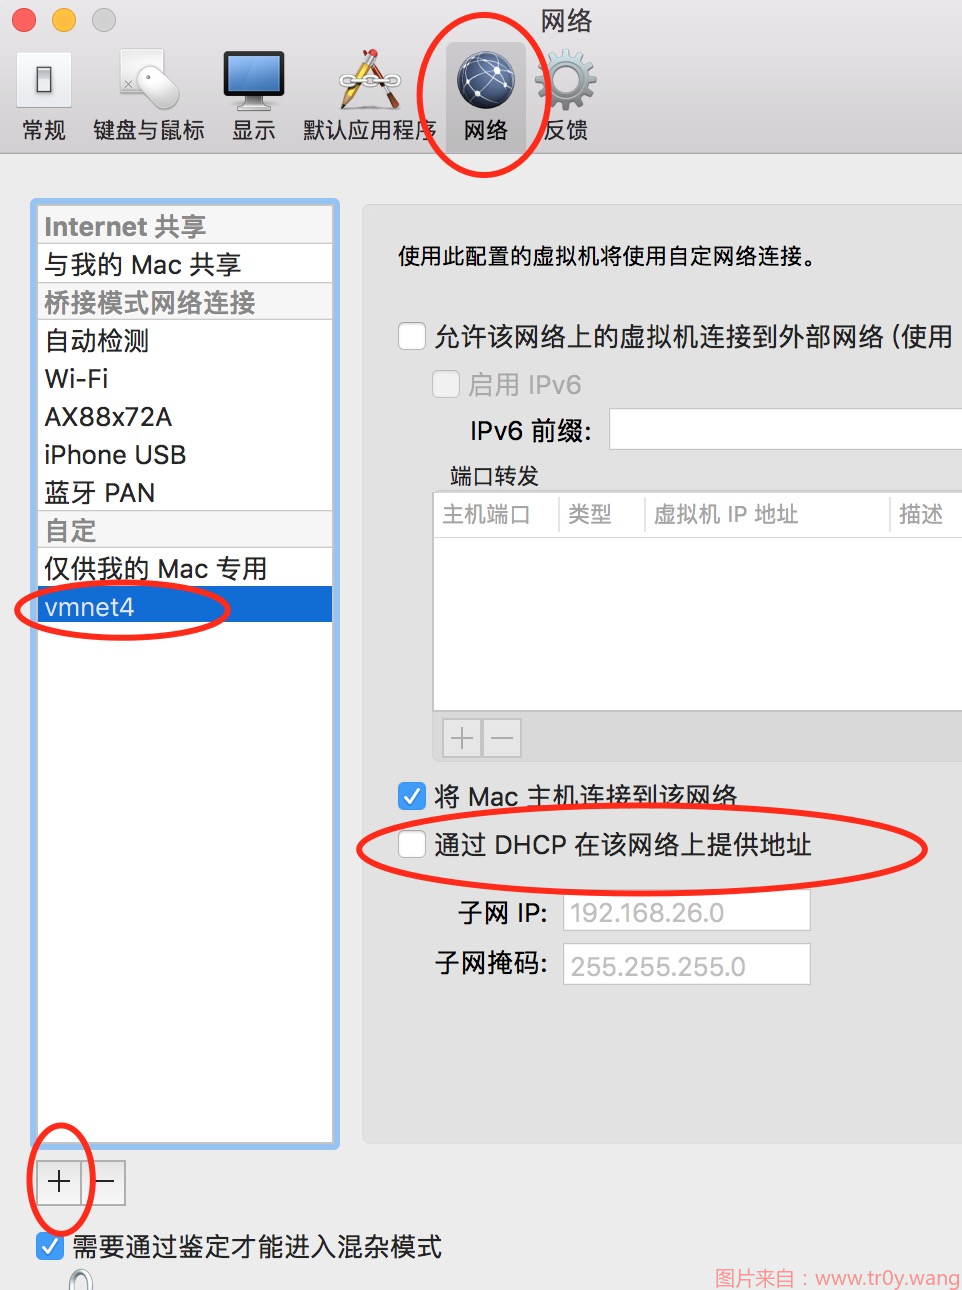 网络
常规
键盘与鼠标
显示
默认应用程序
网络
反馈
Internet 共享
与我的 Mac 共享
桥接模式网络连接
自动检测
Wi-Fi
AX88x72A
iPhone USB
蓝牙 PAN
自定
仅供我的 Mac 专用
vmnet4
使用此配置的虚拟机将使用自定网络连接。
允许该网络上的虚拟机连接到外部网络 (使用
启用 IPv6
IPv6 前缀:
端口转发
主机端口 类型 虚拟机 IP 地址 描述
将 Mac 主机连接到该网络
通过 DHCP 在该网络上提供地址
子网 IP: 192.168.26.0
子网掩码: 255.255.255.0
需要通过鉴定才能进入混杂模式
图片来自：www.tr0y.wang